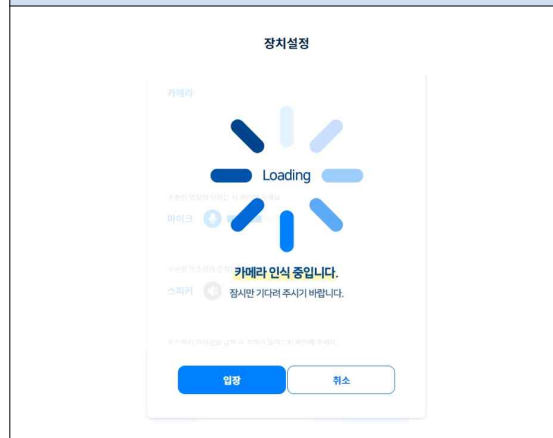 장치설정
카메라
Loading
마이크
카메라 인식 중입니다.
스피커
잠시만 기다려 주시기 바랍니다.
입장
취소